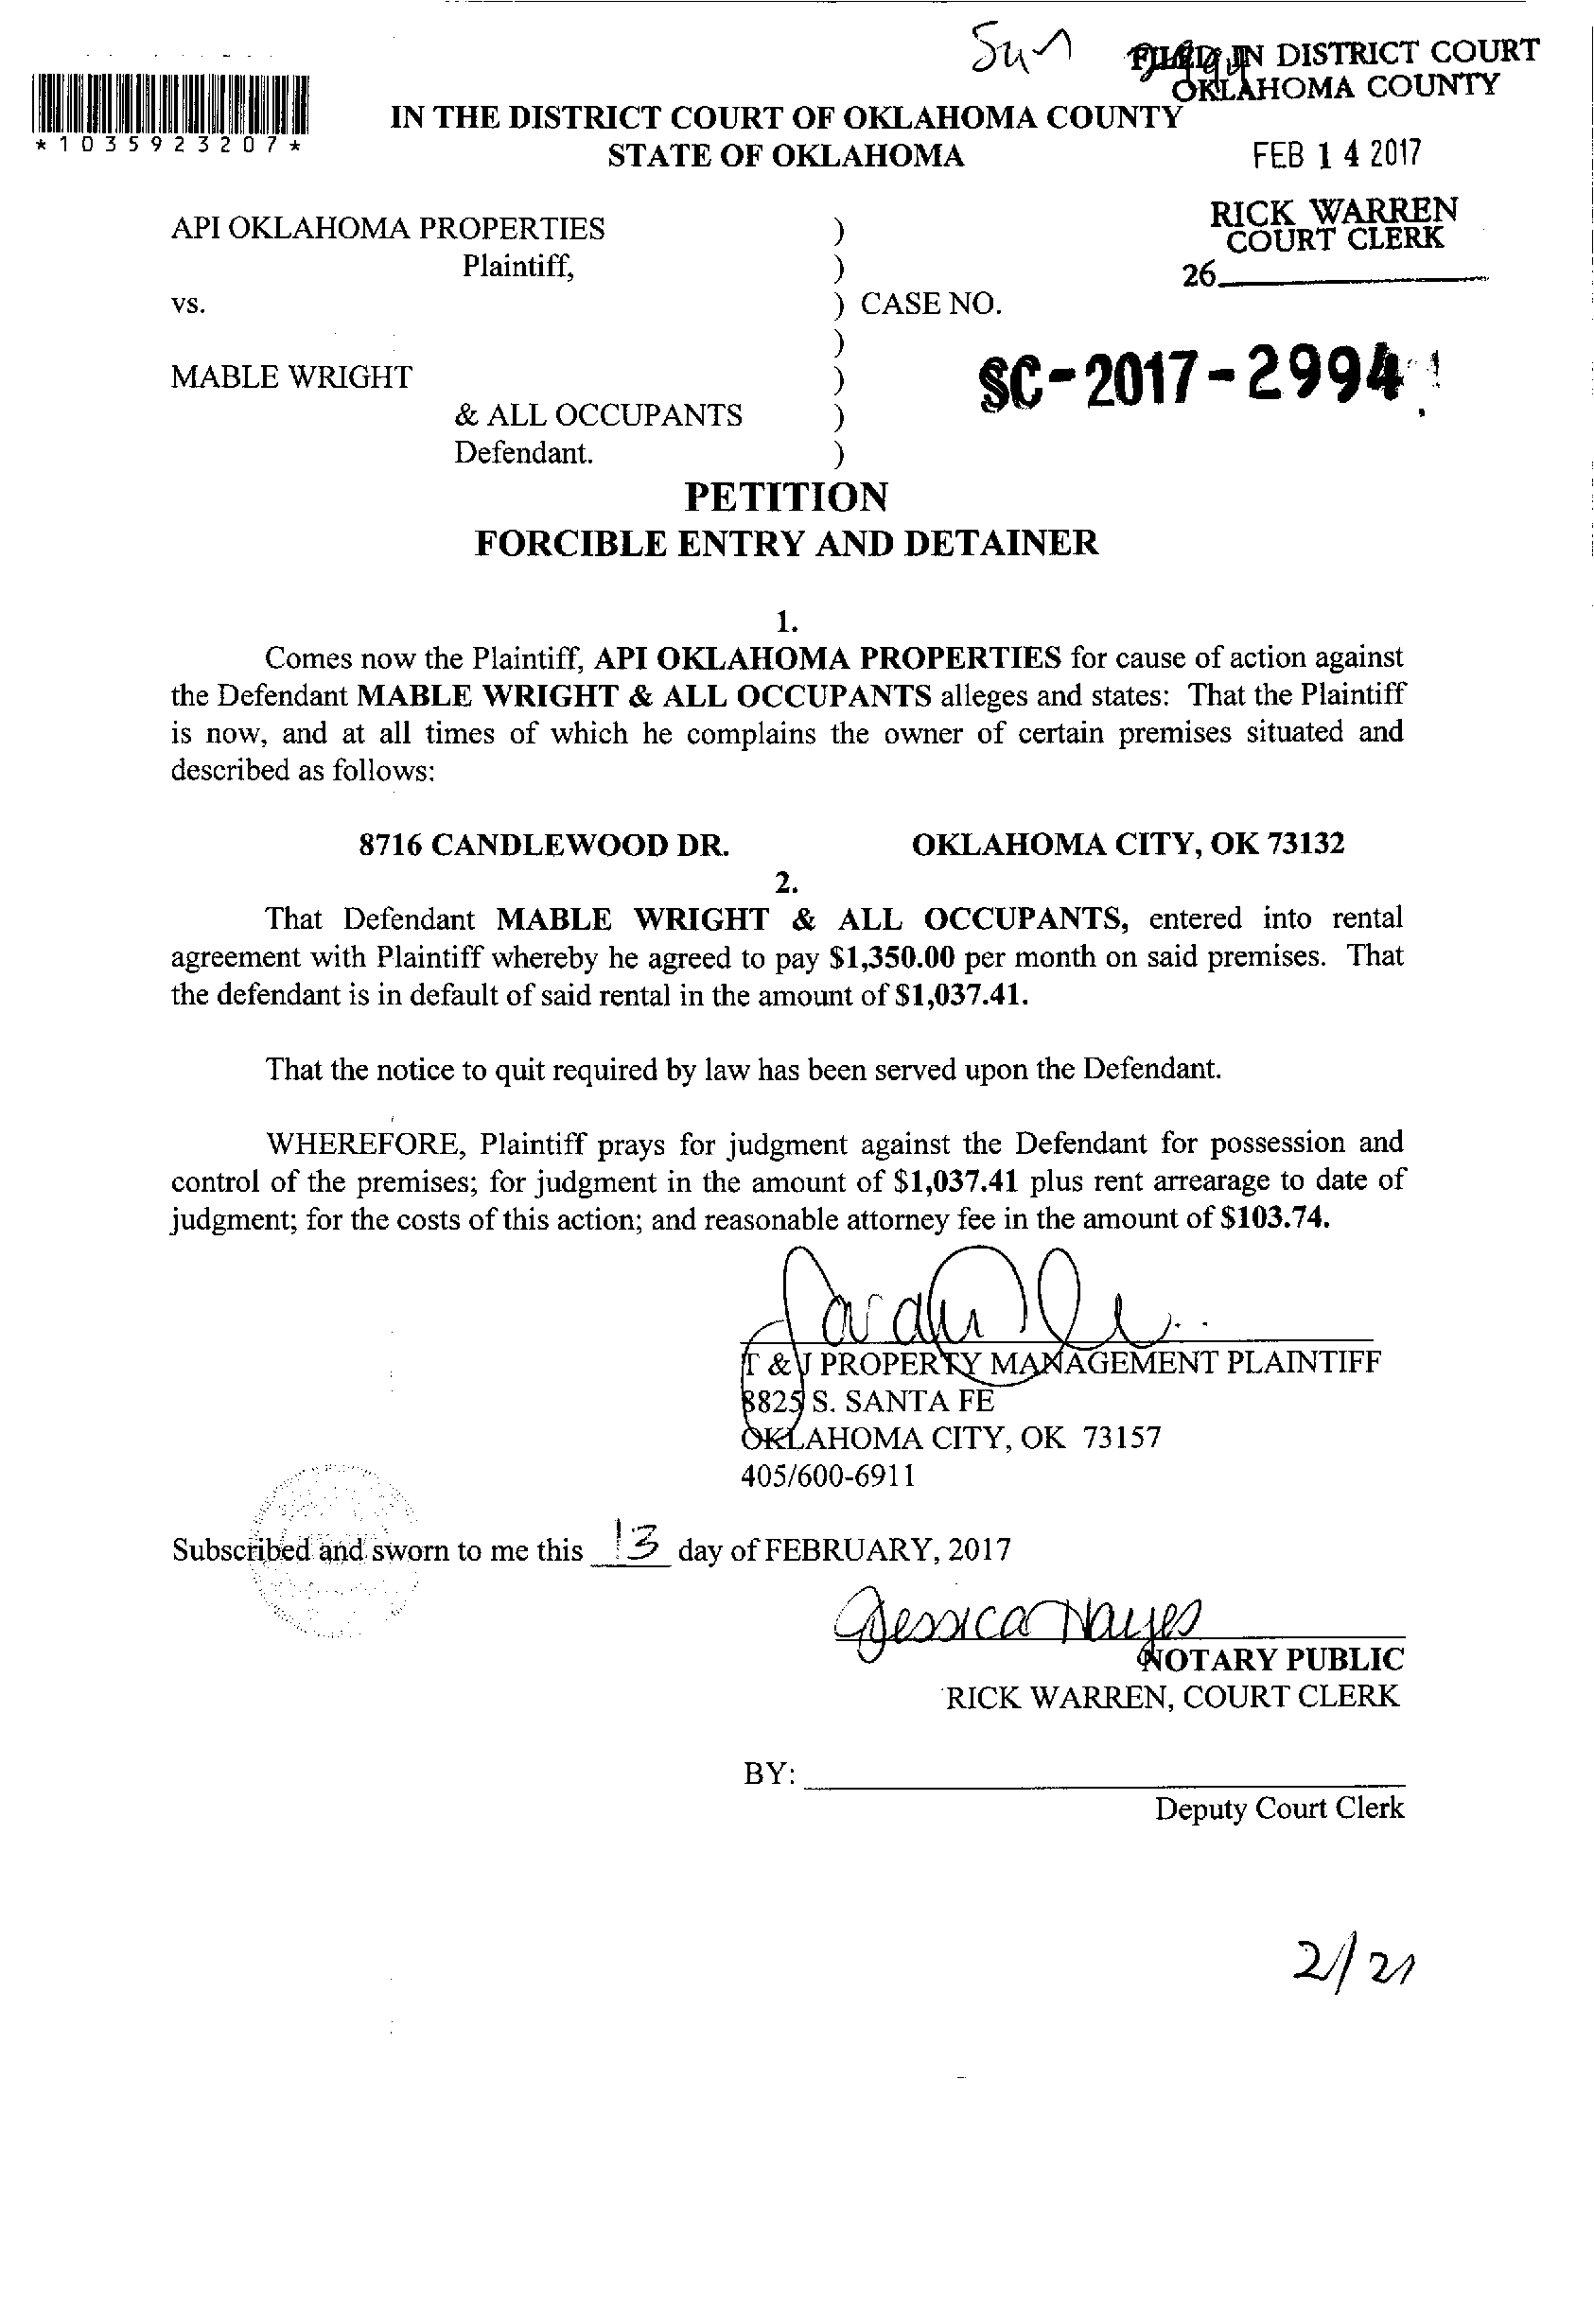 Sun
FILED IN DISTRICT COURT
OKLAHOMA COUNTY
*1035923207*
IN THE DISTRICT COURT OF OKLAHOMA COUNTY
STATE OF OKLAHOMA
FEB 14 2017
RICK WARREN
COURT CLERK
26
API OKLAHOMA PROPERTIES )
Plaintiff, )
vs. ) CASE NO.
)
SC-2017-2994
MABLE WRIGHT )
& ALL OCCUPANTS )
Defendant. )
PETITION
FORCIBLE ENTRY AND DETAINER
1.
Comes now the Plaintiff, API OKLAHOMA PROPERTIES for cause of action against
the Defendant MABLE WRIGHT & ALL OCCUPANTS alleges and states: That the Plaintiff
is now, and at all times of which he complains the owner of certain premises situated and
described as follows:
8716 CANDLEWOOD DR. OKLAHOMA CITY, OK 73132
2.
That Defendant MABLE WRIGHT & ALL OCCUPANTS, entered into rental
agreement with Plaintiff whereby he agreed to pay $1,350.00 per month on said premises. That
the defendant is in default of said rental in the amount of $1,037.41.
That the notice to quit required by law has been served upon the Defendant.
WHEREFORE, Plaintiff prays for judgment against the Defendant for possession and
control of the premises; for judgment in the amount of $1,037.41 plus rent arrearage to date of
judgment; for the costs of this action; and reasonable attorney fee in the amount of $103.74.
T & J PROPERTY MANAGEMENT PLAINTIFF
8825 S. SANTA FE
OKLAHOMA CITY, OK 73157
405/600-6911
Subscribed and sworn to me this 13 day of FEBRUARY, 2017
Jessica Hayes
NOTARY PUBLIC
RICK WARREN, COURT CLERK
BY:
Deputy Court Clerk
2/21